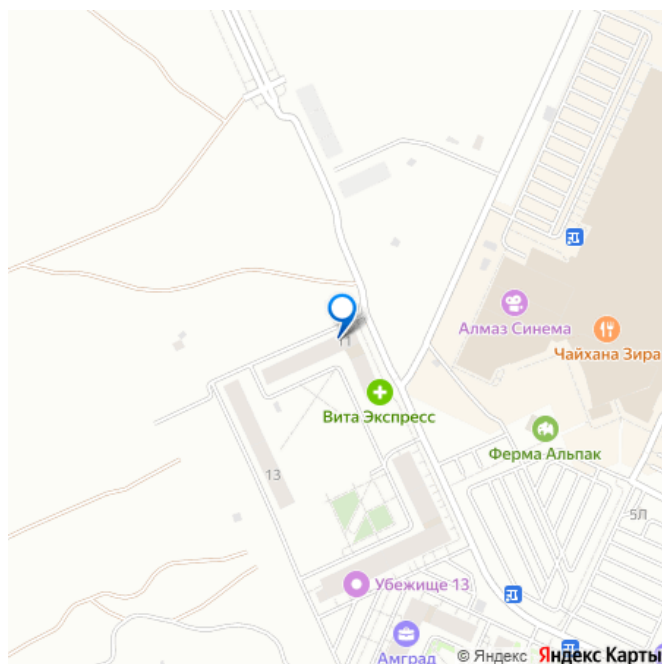 Алмаз Синема
Чайхана Зира
11
Вита Экспресс
Ферма Альпак
13
5Л
Убежище 13
Амград
© Яндекс Яндекс Карты